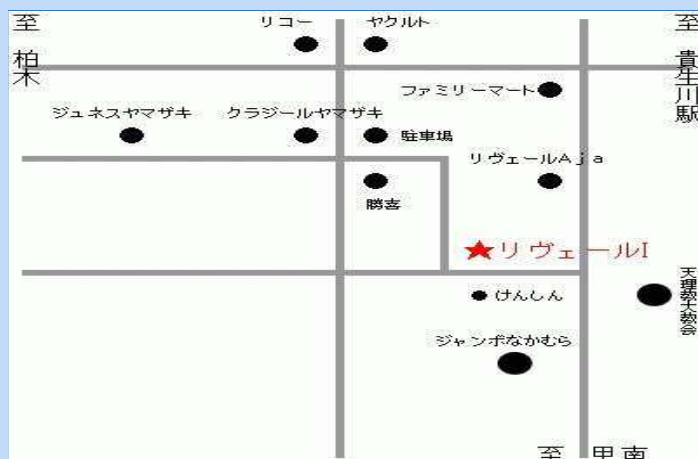 至 柏木
リコー
ヤクルト
至 貴生川駅
ファミリーマート
ジュネスヤマザキ
クラジールヤマザキ
駐車場
リヴェールAja
勝喜
★リヴェールI
けんしん
天理教大教会
ジャンボなかむら
至 甲南